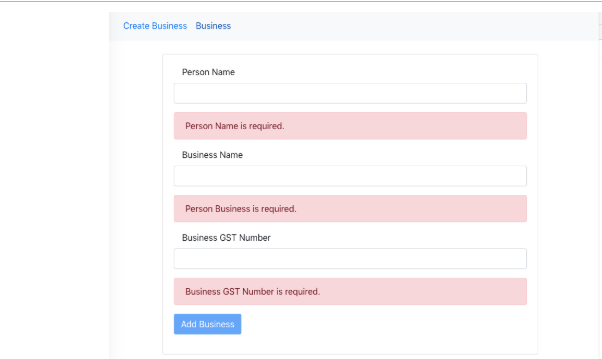 Create Business Business
Person Name
Person Name is required.
Business Name
Person Business is required.
Business GST Number
Business GST Number is required.
Add Business